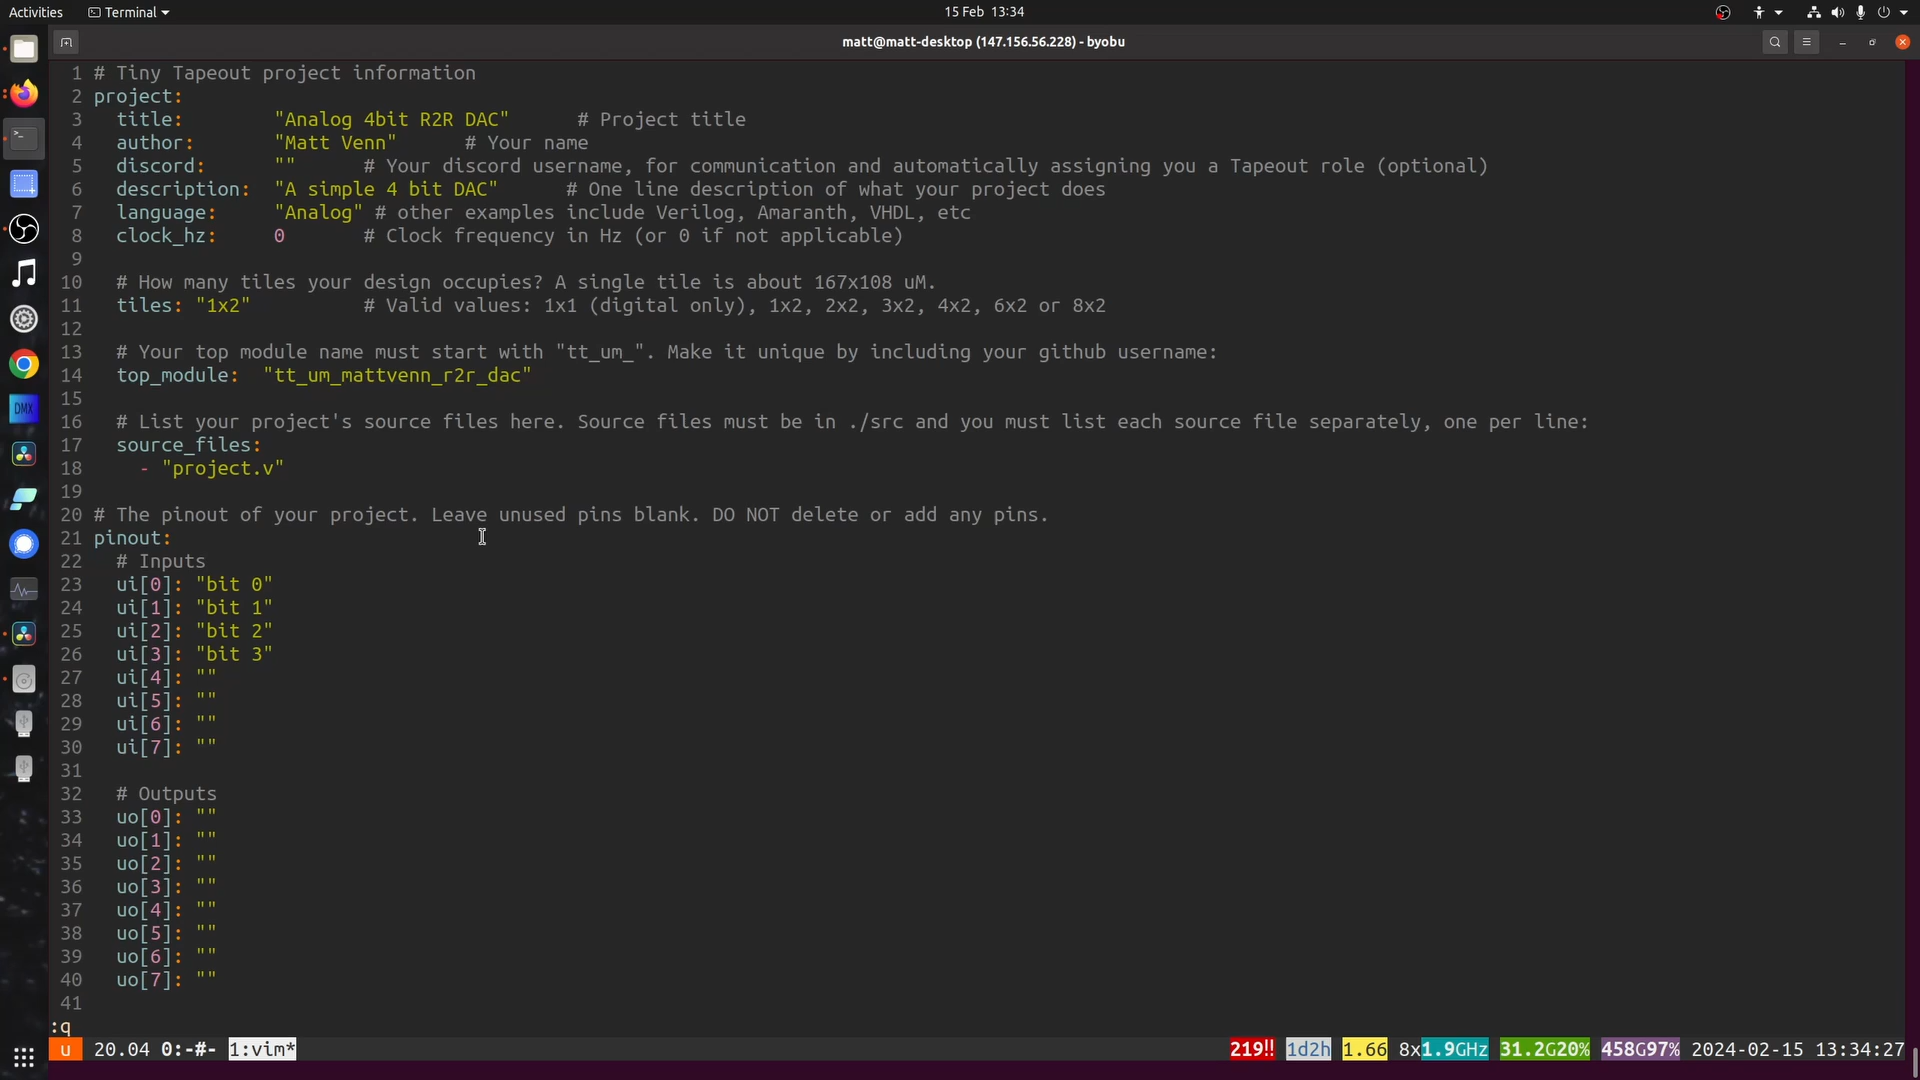 Activities Terminal 15 Feb 13:34
matt@matt-desktop (147.156.56.228) - byobu
1 # Tiny Tapeout project information
2 project:
3 title: "Analog 4bit R2R DAC" # Project title
4 author: "Matt Venn" # Your name
5 discord: "" # Your discord username, for communication and automatically assigning you a Tapeout role (optional)
6 description: "A simple 4 bit DAC" # One line description of what your project does
7 language: "Analog" # other examples include Verilog, Amaranth, VHDL, etc
8 clock_hz: 0 # Clock frequency in Hz (or 0 if not applicable)
9
10 # How many tiles your design occupies? A single tile is about 167x108 uM.
11 tiles: "1x2" # Valid values: 1x1 (digital only), 1x2, 2x2, 3x2, 4x2, 6x2 or 8x2
12
13 # Your top module name must start with "tt_um_". Make it unique by including your github username:
14 top_module: "tt_um_mattvenn_r2r_dac"
15
16 # List your project's source files here. Source files must be in ./src and you must list each source file separately, one per line:
17 source_files:
18 - "project.v"
19
20 # The pinout of your project. Leave unused pins blank. DO NOT delete or add any pins.
21 pinout:
22 # Inputs
23 ui[0]: "bit 0"
24 ui[1]: "bit 1"
25 ui[2]: "bit 2"
26 ui[3]: "bit 3"
27 ui[4]: ""
28 ui[5]: ""
29 ui[6]: ""
30 ui[7]: ""
31
32 # Outputs
33 uo[0]: ""
34 uo[1]: ""
35 uo[2]: ""
36 uo[3]: ""
37 uo[4]: ""
38 uo[5]: ""
39 uo[6]: ""
40 uo[7]: ""
41
:q
u 20.04 0:-#- 1:vim* 219!! 1d2h 1.66 8x1.9GHz 31.2G20% 458G97% 2024-02-15 13:34:27
DMX